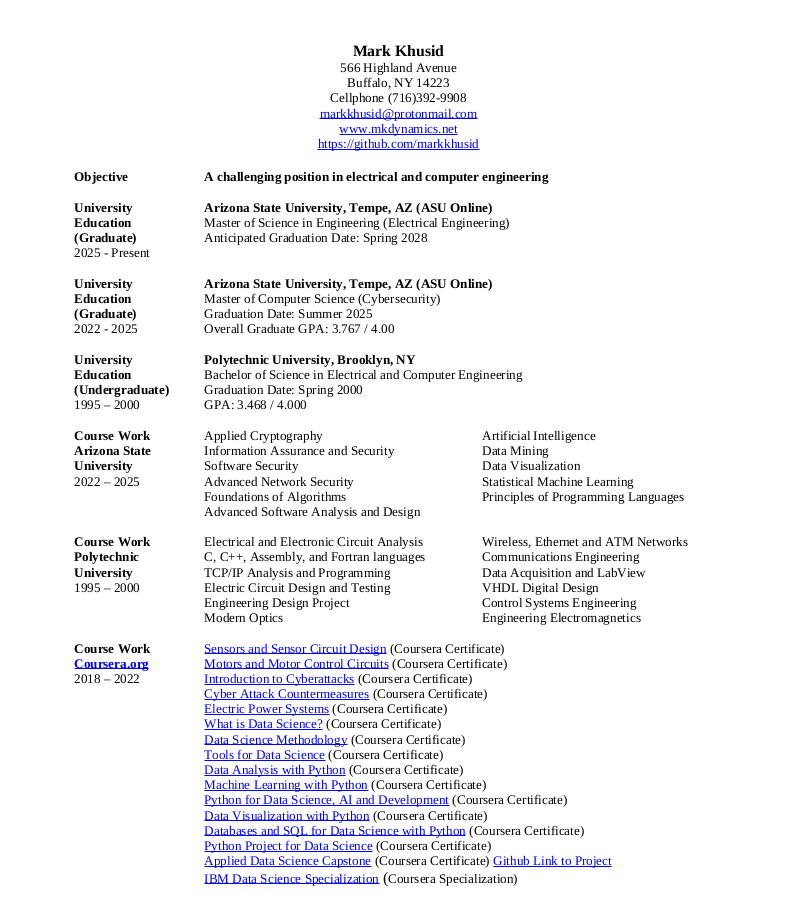 Mark Khusid
566 Highland Avenue
Buffalo, NY 14223
Cellphone (716)392-9908
markkhusid@protonmail.com
www.mkdynamics.net
https://github.com/markkhusid
Objective A challenging position in electrical and computer engineering
University Arizona State University, Tempe, AZ (ASU Online)
Education Master of Science in Engineering (Electrical Engineering)
(Graduate) Anticipated Graduation Date: Spring 2028
2025 - Present
University Arizona State University, Tempe, AZ (ASU Online)
Education Master of Computer Science (Cybersecurity)
(Graduate) Graduation Date: Summer 2025
2022 - 2025 Overall Graduate GPA: 3.767 / 4.00
University Polytechnic University, Brooklyn, NY
Education Bachelor of Science in Electrical and Computer Engineering
(Undergraduate) Graduation Date: Spring 2000
1995 – 2000 GPA: 3.468 / 4.000
Course Work Applied Cryptography Artificial Intelligence
Arizona State Information Assurance and Security Data Mining
University Software Security Data Visualization
2022 – 2025 Advanced Network Security Statistical Machine Learning
Foundations of Algorithms Principles of Programming Languages
Advanced Software Analysis and Design
Course Work Electrical and Electronic Circuit Analysis Wireless, Ethernet and ATM Networks
Polytechnic C, C++, Assembly, and Fortran languages Communications Engineering
University TCP/IP Analysis and Programming Data Acquisition and LabView
1995 – 2000 Electric Circuit Design and Testing VHDL Digital Design
Engineering Design Project Control Systems Engineering
Modern Optics Engineering Electromagnetics
Course Work Sensors and Sensor Circuit Design (Coursera Certificate)
Coursera.org Motors and Motor Control Circuits (Coursera Certificate)
2018 – 2022 Introduction to Cyberattacks (Coursera Certificate)
Cyber Attack Countermeasures (Coursera Certificate)
Electric Power Systems (Coursera Certificate)
What is Data Science? (Coursera Certificate)
Data Science Methodology (Coursera Certificate)
Tools for Data Science (Coursera Certificate)
Data Analysis with Python (Coursera Certificate)
Machine Learning with Python (Coursera Certificate)
Python for Data Science, AI and Development (Coursera Certificate)
Data Visualization with Python (Coursera Certificate)
Databases and SQL for Data Science with Python (Coursera Certificate)
Python Project for Data Science (Coursera Certificate)
Applied Data Science Capstone (Coursera Certificate) Github Link to Project
IBM Data Science Specialization (Coursera Specialization)